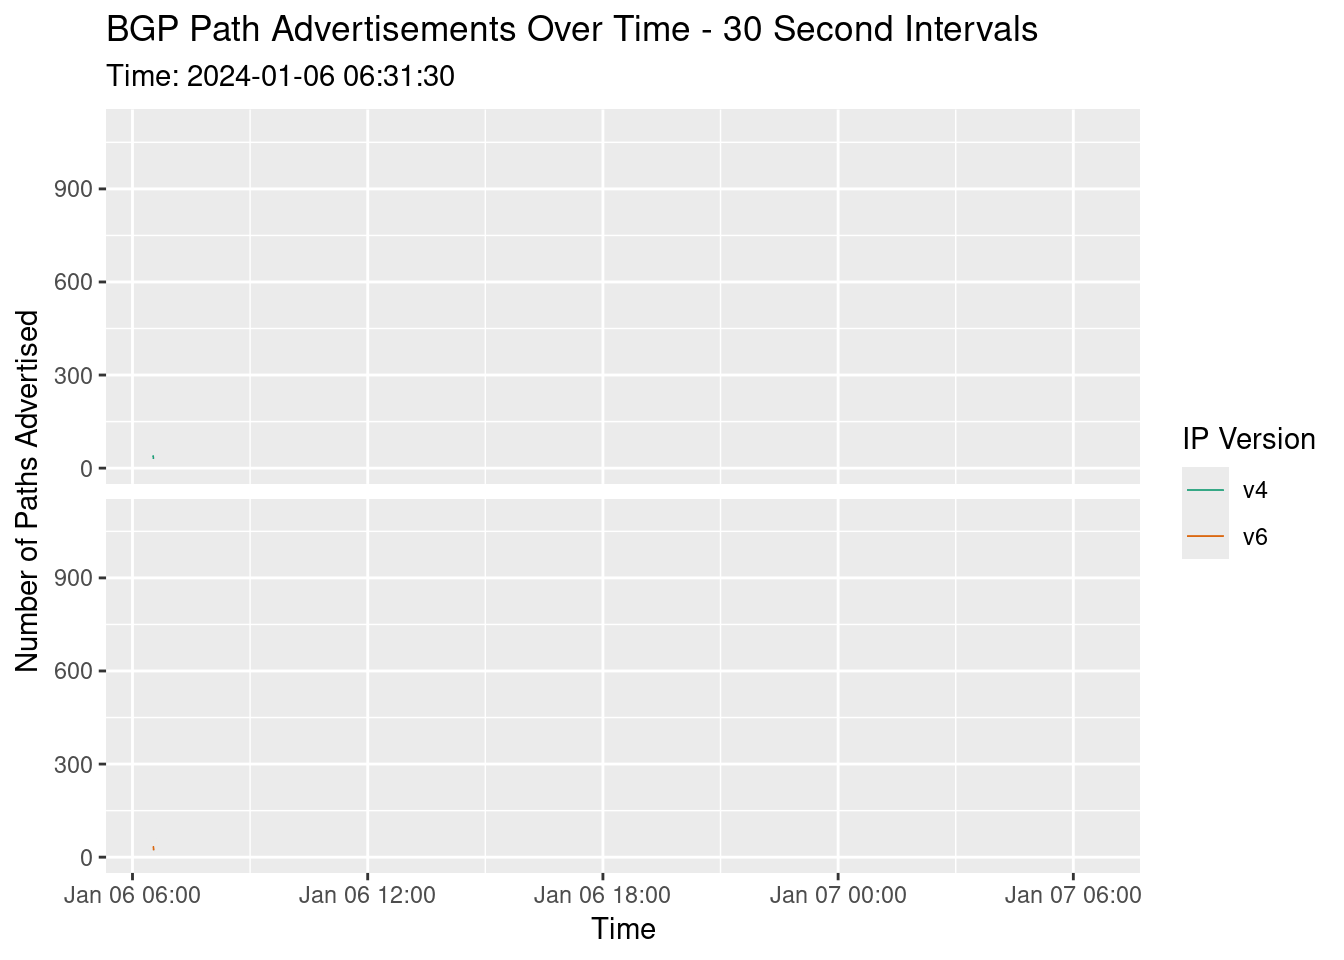 BGP Path Advertisements Over Time - 30 Second Intervals
Time: 2024-01-06 06:31:30
900
600
300
0
900
600
300
0
Number of Paths Advertised
Jan 06 06:00 Jan 06 12:00 Jan 06 18:00 Jan 07 00:00 Jan 07 06:00
Time
IP Version
v4
v6